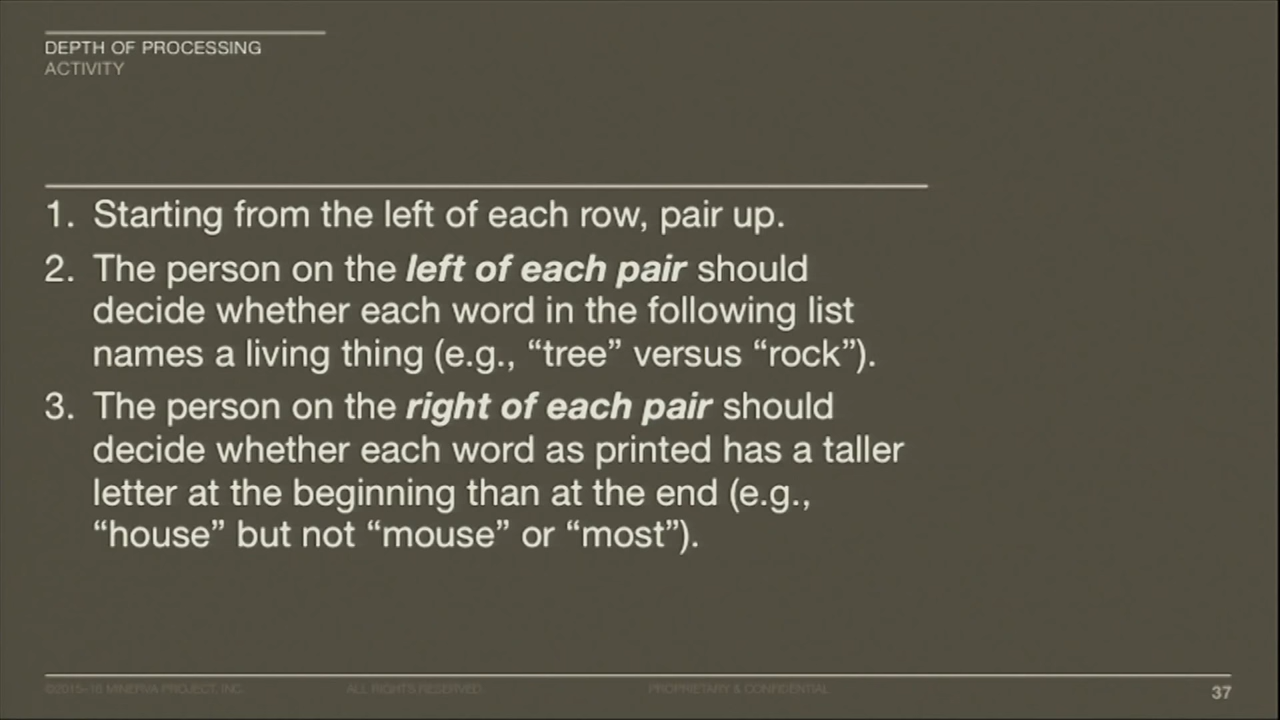 DEPTH OF PROCESSING
ACTIVITY
1. Starting from the left of each row, pair up.
2. The person on the left of each pair should
decide whether each word in the following list
names a living thing (e.g., “tree” versus “rock”).
3. The person on the right of each pair should
decide whether each word as printed has a taller
letter at the beginning than at the end (e.g.,
“house” but not “mouse” or “most”).
©2015-16 MINERVA PROJECT, INC. ALL RIGHTS RESERVED PROPRIETARY & CONFIDENTIAL 37